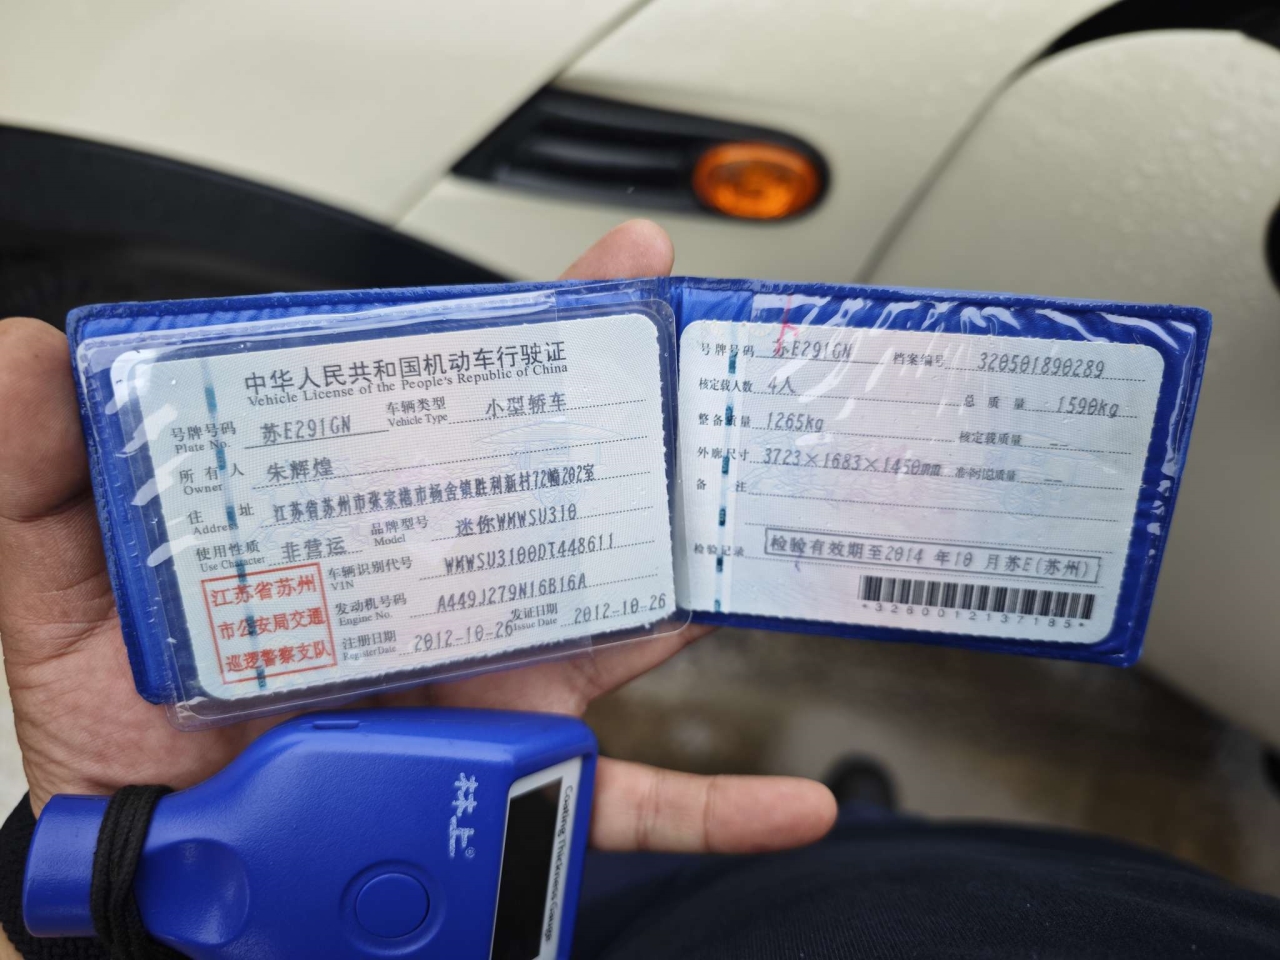 中华人民共和国机动车行驶证
Vehicle License of the People's Republic of China
号牌号码 苏E291GN 车辆类型 小型轿车
Plate No. Vehicle Type
所有人 朱辉煌
Owner
住址 江苏省苏州市张家港市杨舍镇胜利新村72幢202室
Address
使用性质 非营运 品牌型号 迷你WMWSU310
Use Character Model
江苏省苏州
市公安局交通
巡逻警察支队
车辆识别代号 WMWSU3100DT448611
VIN
发动机号码 A449J279N16B16A
Engine No.
注册日期 2012-10-26 发证日期 2012-10-26
Register Date Issue Date
号牌号码 苏E291GN 档案编号 320501890289
核定载人数 4人 总质量 1590kg
整备质量 1265kg 核定载质量 --
外廓尺寸 3723×1683×1450mm 准牵引总质量 --
备注
检验记录 检验有效期至2014 年10 月苏E(苏州)
*3260012137185*
林上®
Coating Thickness Gauge